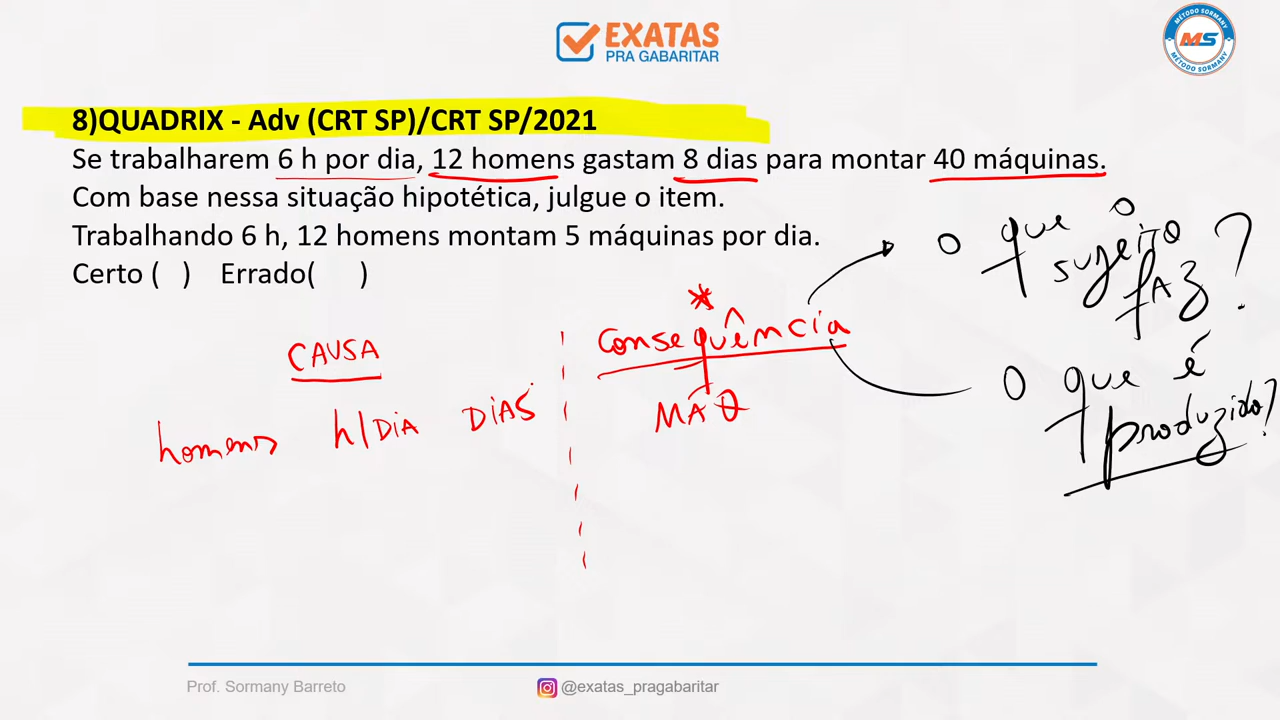 EXATAS
PRA GABARITAR
MÉTODO SORMANY
MS
MÉTODO SORMANY
8)QUADRIX - Adv (CRT SP)/CRT SP/2021
Se trabalharem 6 h por dia, 12 homens gastam 8 dias para montar 40 máquinas.
Com base nessa situação hipotética, julgue o item.
Trabalhando 6 h, 12 homens montam 5 máquinas por dia.
Certo ( ) Errado( )
O que o
sujeito
faz ?
CAUSA
Consequência
homens h/DIA DIAS
MÁQ
O que é
produzido?
Prof. Sormany Barreto
@exatas_pragabaritar